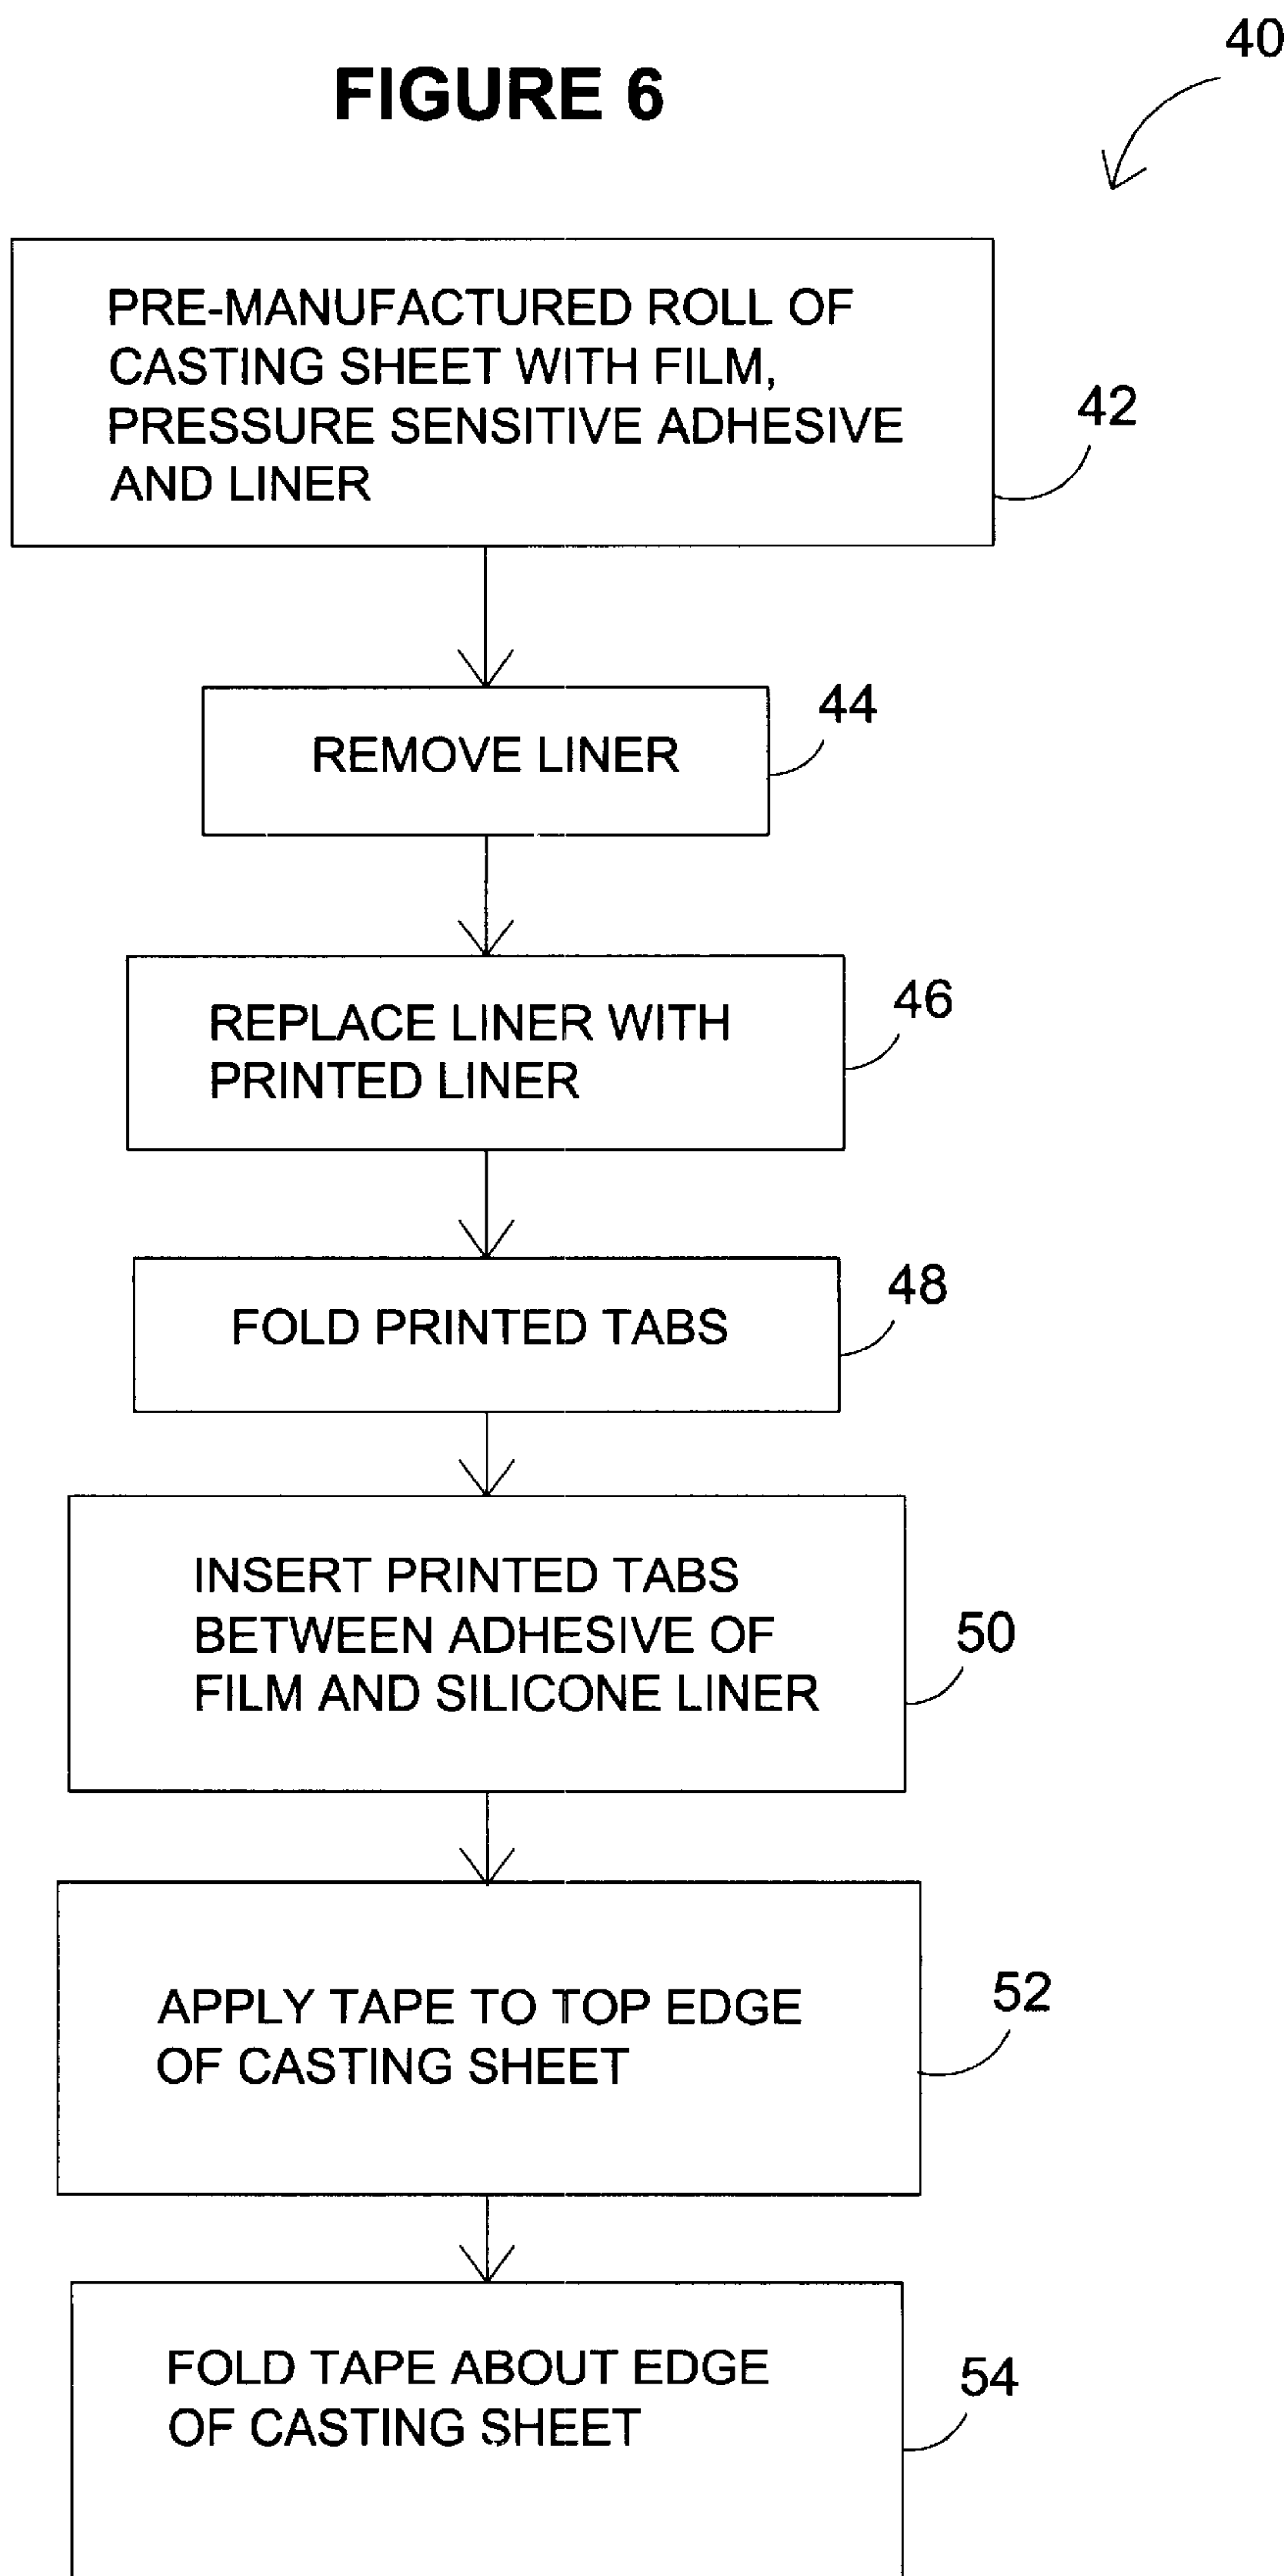 FIGURE 6
40
PRE-MANUFACTURED ROLL OF
CASTING SHEET WITH FILM,
PRESSURE SENSITIVE ADHESIVE
AND LINER
42
REMOVE LINER
44
REPLACE LINER WITH
PRINTED LINER
46
FOLD PRINTED TABS
48
INSERT PRINTED TABS
BETWEEN ADHESIVE OF
FILM AND SILICONE LINER
50
APPLY TAPE TO TOP EDGE
OF CASTING SHEET
52
FOLD TAPE ABOUT EDGE
OF CASTING SHEET
54